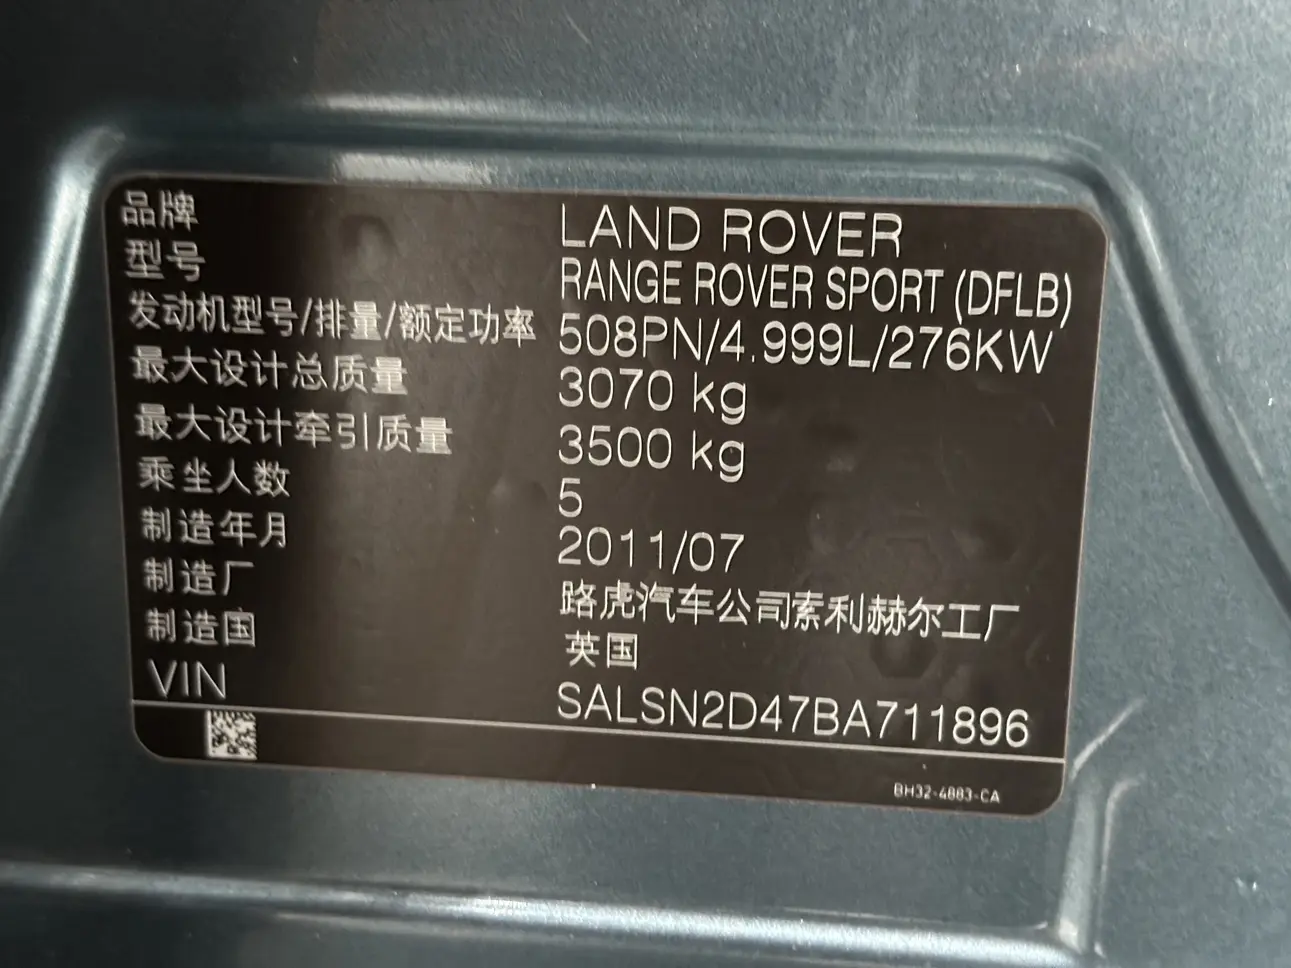 品牌 LAND ROVER
型号 RANGE ROVER SPORT (DFLB)
发动机型号/排量/额定功率 508PN/4.999L/276KW
最大设计总质量 3070 kg
最大设计牵引质量 3500 kg
乘坐人数 5
制造年月 2011/07
制造厂 路虎汽车公司索利赫尔工厂
制造国 英国
VIN SALSN2D47BA711896
BH32-4883-CA